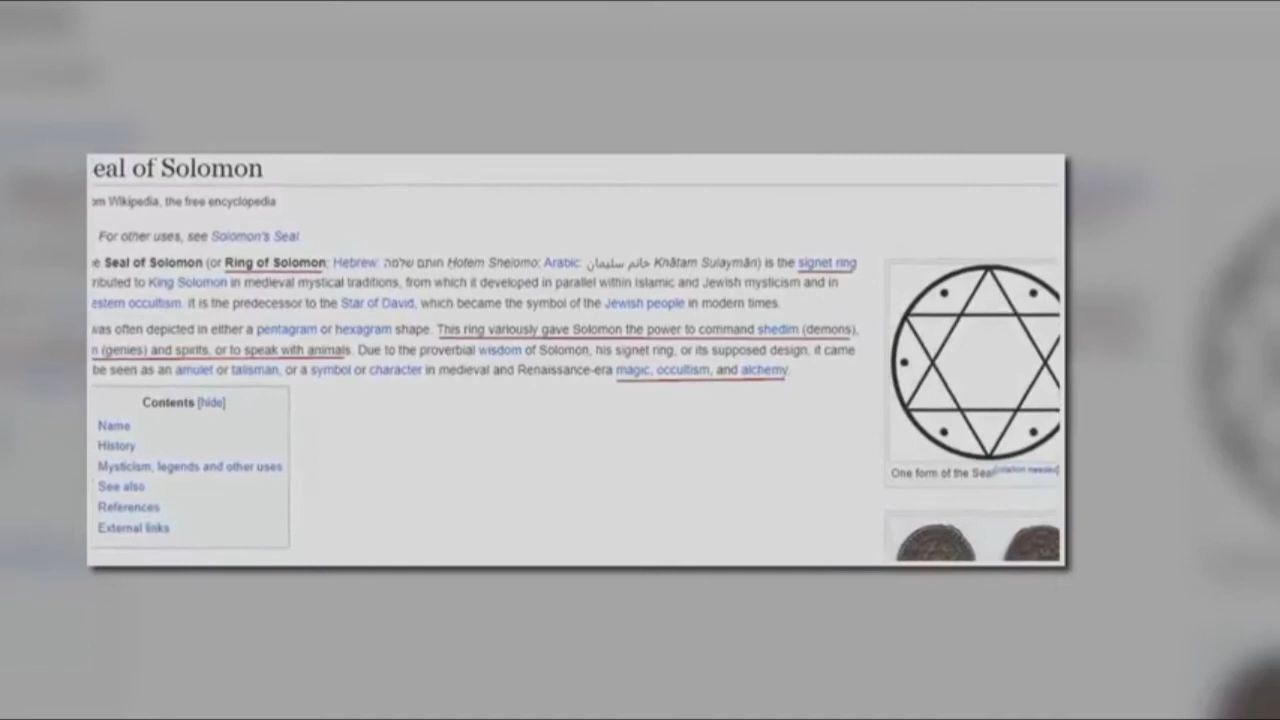 eal of Solomon
om Wikipedia, the free encyclopedia
For other uses, see Solomon's Seal
e Seal of Solomon (or Ring of Solomon; Hebrew: חותם שלמה Hotem Shelomo; Arabic: خاتم سليمان Khātam Sulaymān) is the signet ring
ributed to King Solomon in medieval mystical traditions, from which it developed in parallel within Islamic and Jewish mysticism and in
estern occultism. It is the predecessor to the Star of David, which became the symbol of the Jewish people in modern times.
was often depicted in either a pentagram or hexagram shape. This ring variously gave Solomon the power to command shedim (demons),
n (genies) and spirits, or to speak with animals. Due to the proverbial wisdom of Solomon, his signet ring, or its supposed design, it came
be seen as an amulet or talisman, or a symbol or character in medieval and Renaissance-era magic, occultism, and alchemy.
Contents [hide]
Name
History
Mysticism, legends and other uses
See also
References
External links
One form of the Seal[citation needed]